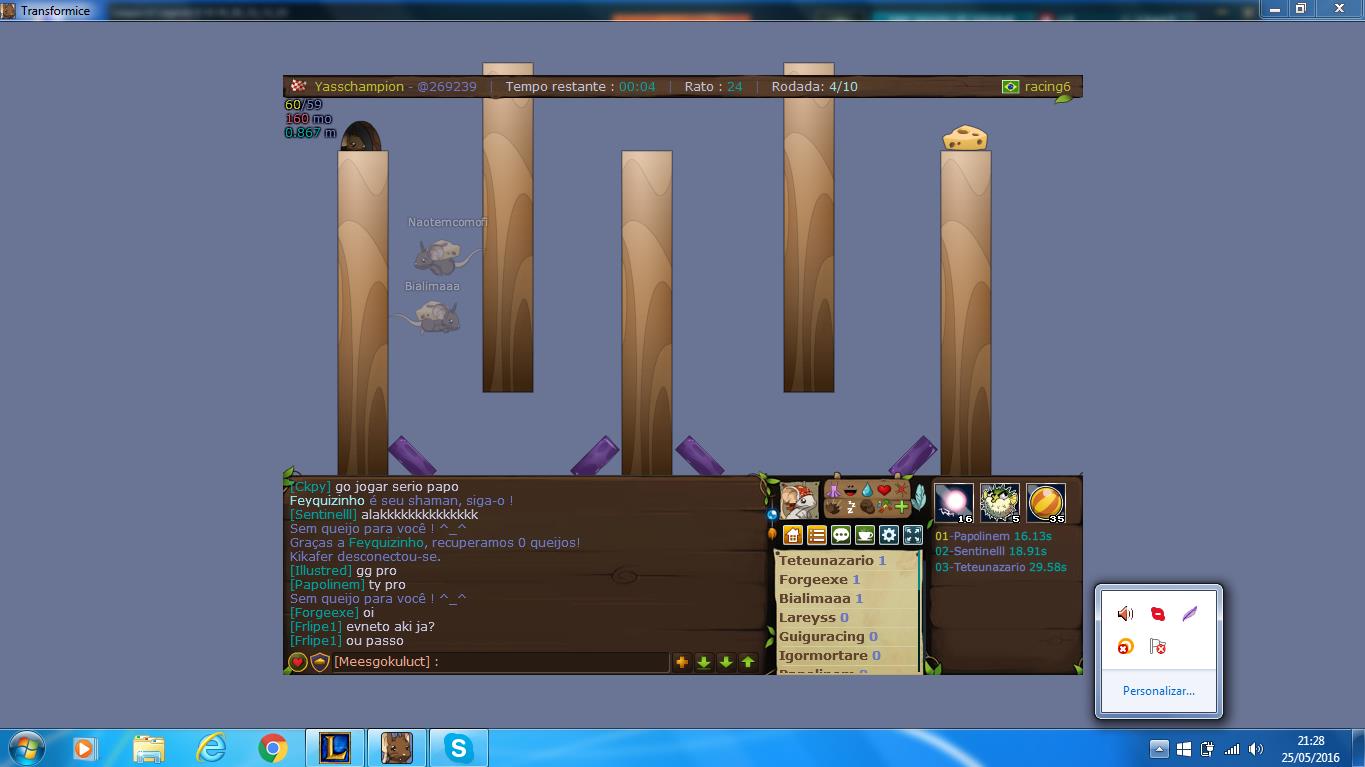 Transformice
Yasschampion - @269239 | Tempo restante : 00:04 | Rato : 24 | Rodada: 4/10
racing6
60/59
160 mo
0.867 m
Naotemcomofi
Bialimaaa
[Ckpy] go jogar serio papo
Feyquizinho é seu shaman, siga-o !
[Sentinelll] alakkkkkkkkkkkkkk
Sem queijo para você ! ^_^
Graças a Feyquizinho, recuperamos 0 queijos!
Kikafer desconectou-se.
[Illustred] gg pro
[Papolinem] ty pro
Sem queijo para você ! ^_^
[Forgeexe] oi
[Frlipe1] evneto aki ja?
[Frlipe1] ou passo
[Meesgokuluct] :
Teteunazario 1
Forgeexe 1
Bialimaaa 1
Lareyss 0
Guiguracing 0
Igormortare 0
Papolinem 0
16
5
35
01-Papolinem 16.13s
02-Sentinelll 18.91s
03-Teteunazario 29.58s
Personalizar...
21:28
25/05/2016